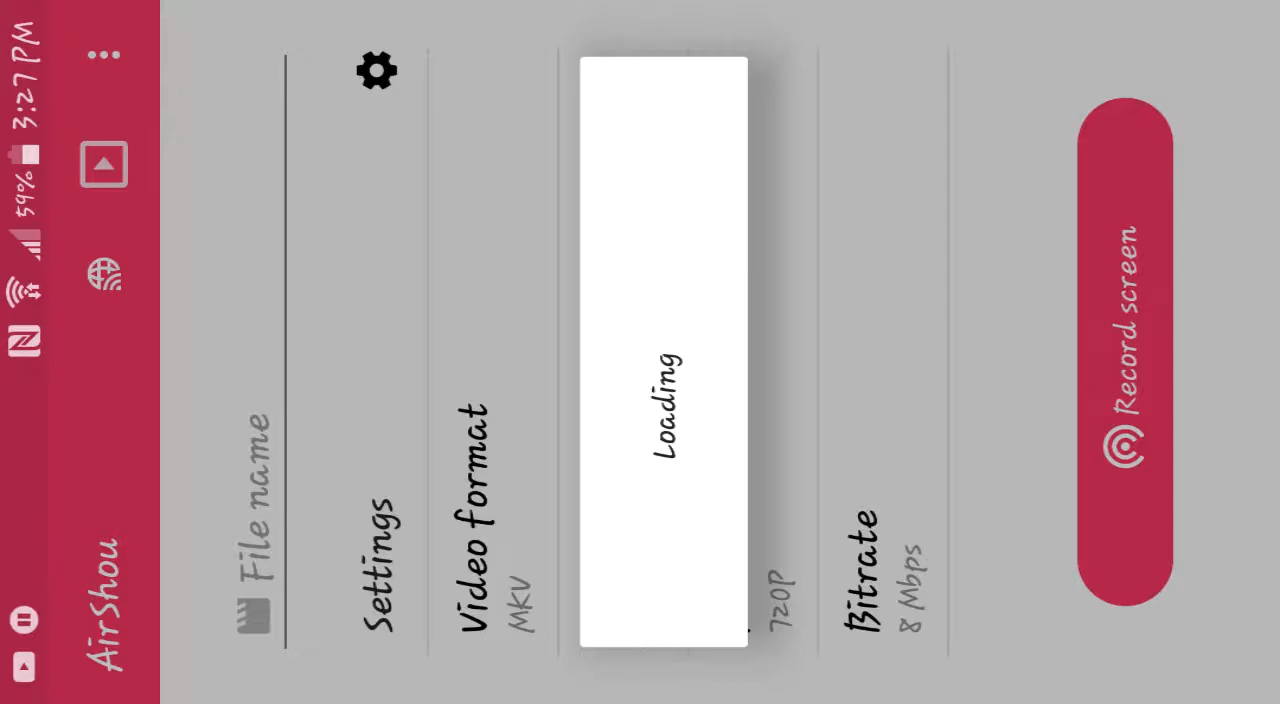 59% 3:27 PM
AirShou
File name
Settings
Video format
MKV
Loading
720P
Bitrate
8 Mbps
Record screen